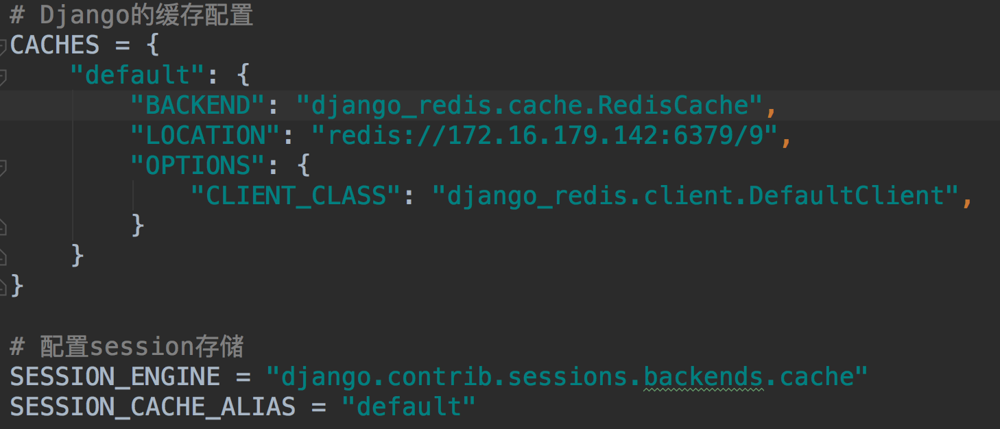 # Django的缓存配置
CACHES = {
    "default": {
        "BACKEND": "django_redis.cache.RedisCache",
        "LOCATION": "redis://172.16.179.142:6379/9",
        "OPTIONS": {
            "CLIENT_CLASS": "django_redis.client.DefaultClient",
        }
    }
}

# 配置session存储
SESSION_ENGINE = "django.contrib.sessions.backends.cache"
SESSION_CACHE_ALIAS = "default"